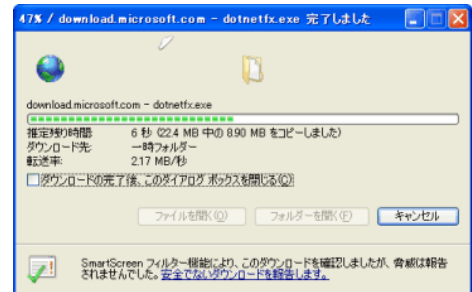 47% / download.microsoft.com - dotnetfx.exe 完了しました
download.microsoft.com - dotnetfx.exe
推定残り時間: 6 秒 (22.4 MB 中の 8.90 MB をコピーしました)
ダウンロード先: 一時フォルダー
転送率: 2.17 MB/秒
ダウンロードの完了後、このダイアログ ボックスを閉じる(C)
ファイルを開く(O) フォルダーを開く(F) キャンセル
SmartScreen フィルター機能により、このダウンロードを確認しましたが、脅威は報告
されませんでした。安全でないダウンロードを報告します。